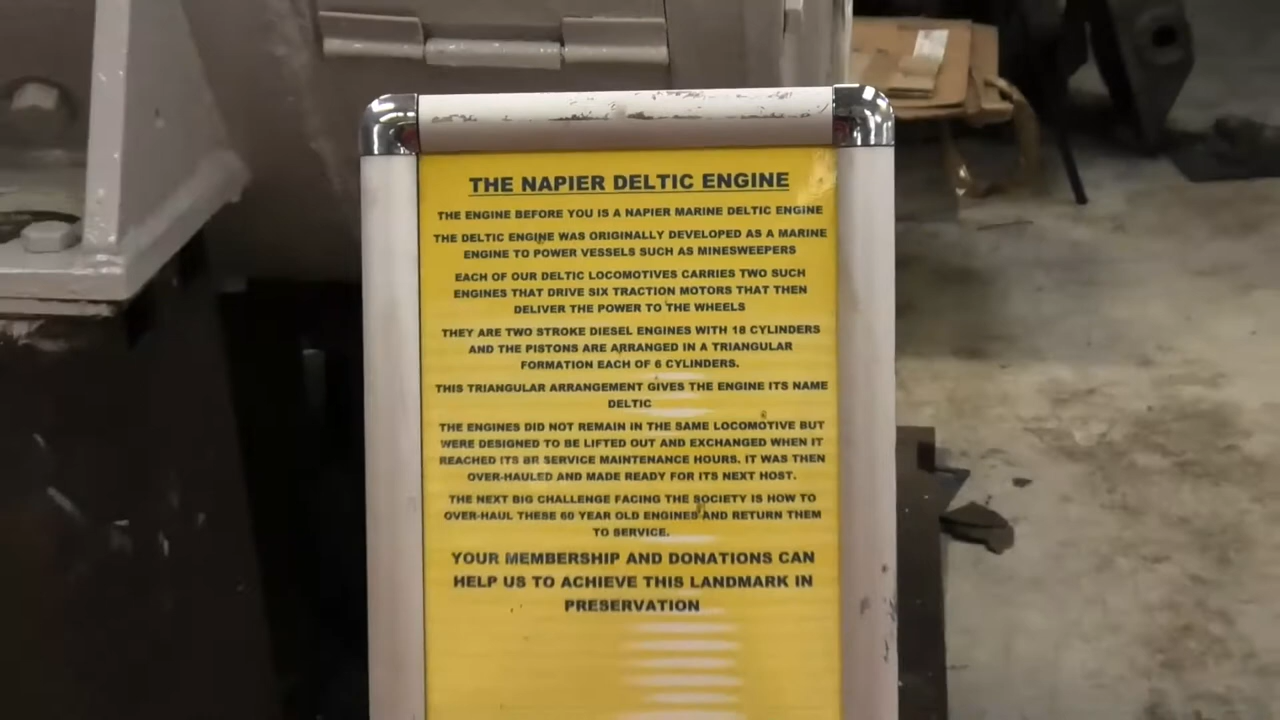 THE NAPIER DELTIC ENGINE
THE ENGINE BEFORE YOU IS A NAPIER MARINE DELTIC ENGINE
THE DELTIC ENGINE WAS ORIGINALLY DEVELOPED AS A MARINE
ENGINE TO POWER VESSELS SUCH AS MINESWEEPERS
EACH OF OUR DELTIC LOCOMOTIVES CARRIES TWO SUCH
ENGINES THAT DRIVE SIX TRACTION MOTORS THAT THEN
DELIVER THE POWER TO THE WHEELS
THEY ARE TWO STROKE DIESEL ENGINES WITH 18 CYLINDERS
AND THE PISTONS ARE ARRANGED IN A TRIANGULAR
FORMATION EACH OF 6 CYLINDERS.
THIS TRIANGULAR ARRANGEMENT GIVES THE ENGINE ITS NAME
DELTIC
THE ENGINES DID NOT REMAIN IN THE SAME LOCOMOTIVE BUT
WERE DESIGNED TO BE LIFTED OUT AND EXCHANGED WHEN IT
REACHED ITS BR SERVICE MAINTENANCE HOURS. IT WAS THEN
OVER-HAULED AND MADE READY FOR ITS NEXT HOST.
THE NEXT BIG CHALLENGE FACING THE SOCIETY IS HOW TO
OVER-HAUL THESE 60 YEAR OLD ENGINES AND RETURN THEM
TO SERVICE.
YOUR MEMBERSHIP AND DONATIONS CAN
HELP US TO ACHIEVE THIS LANDMARK IN
PRESERVATION